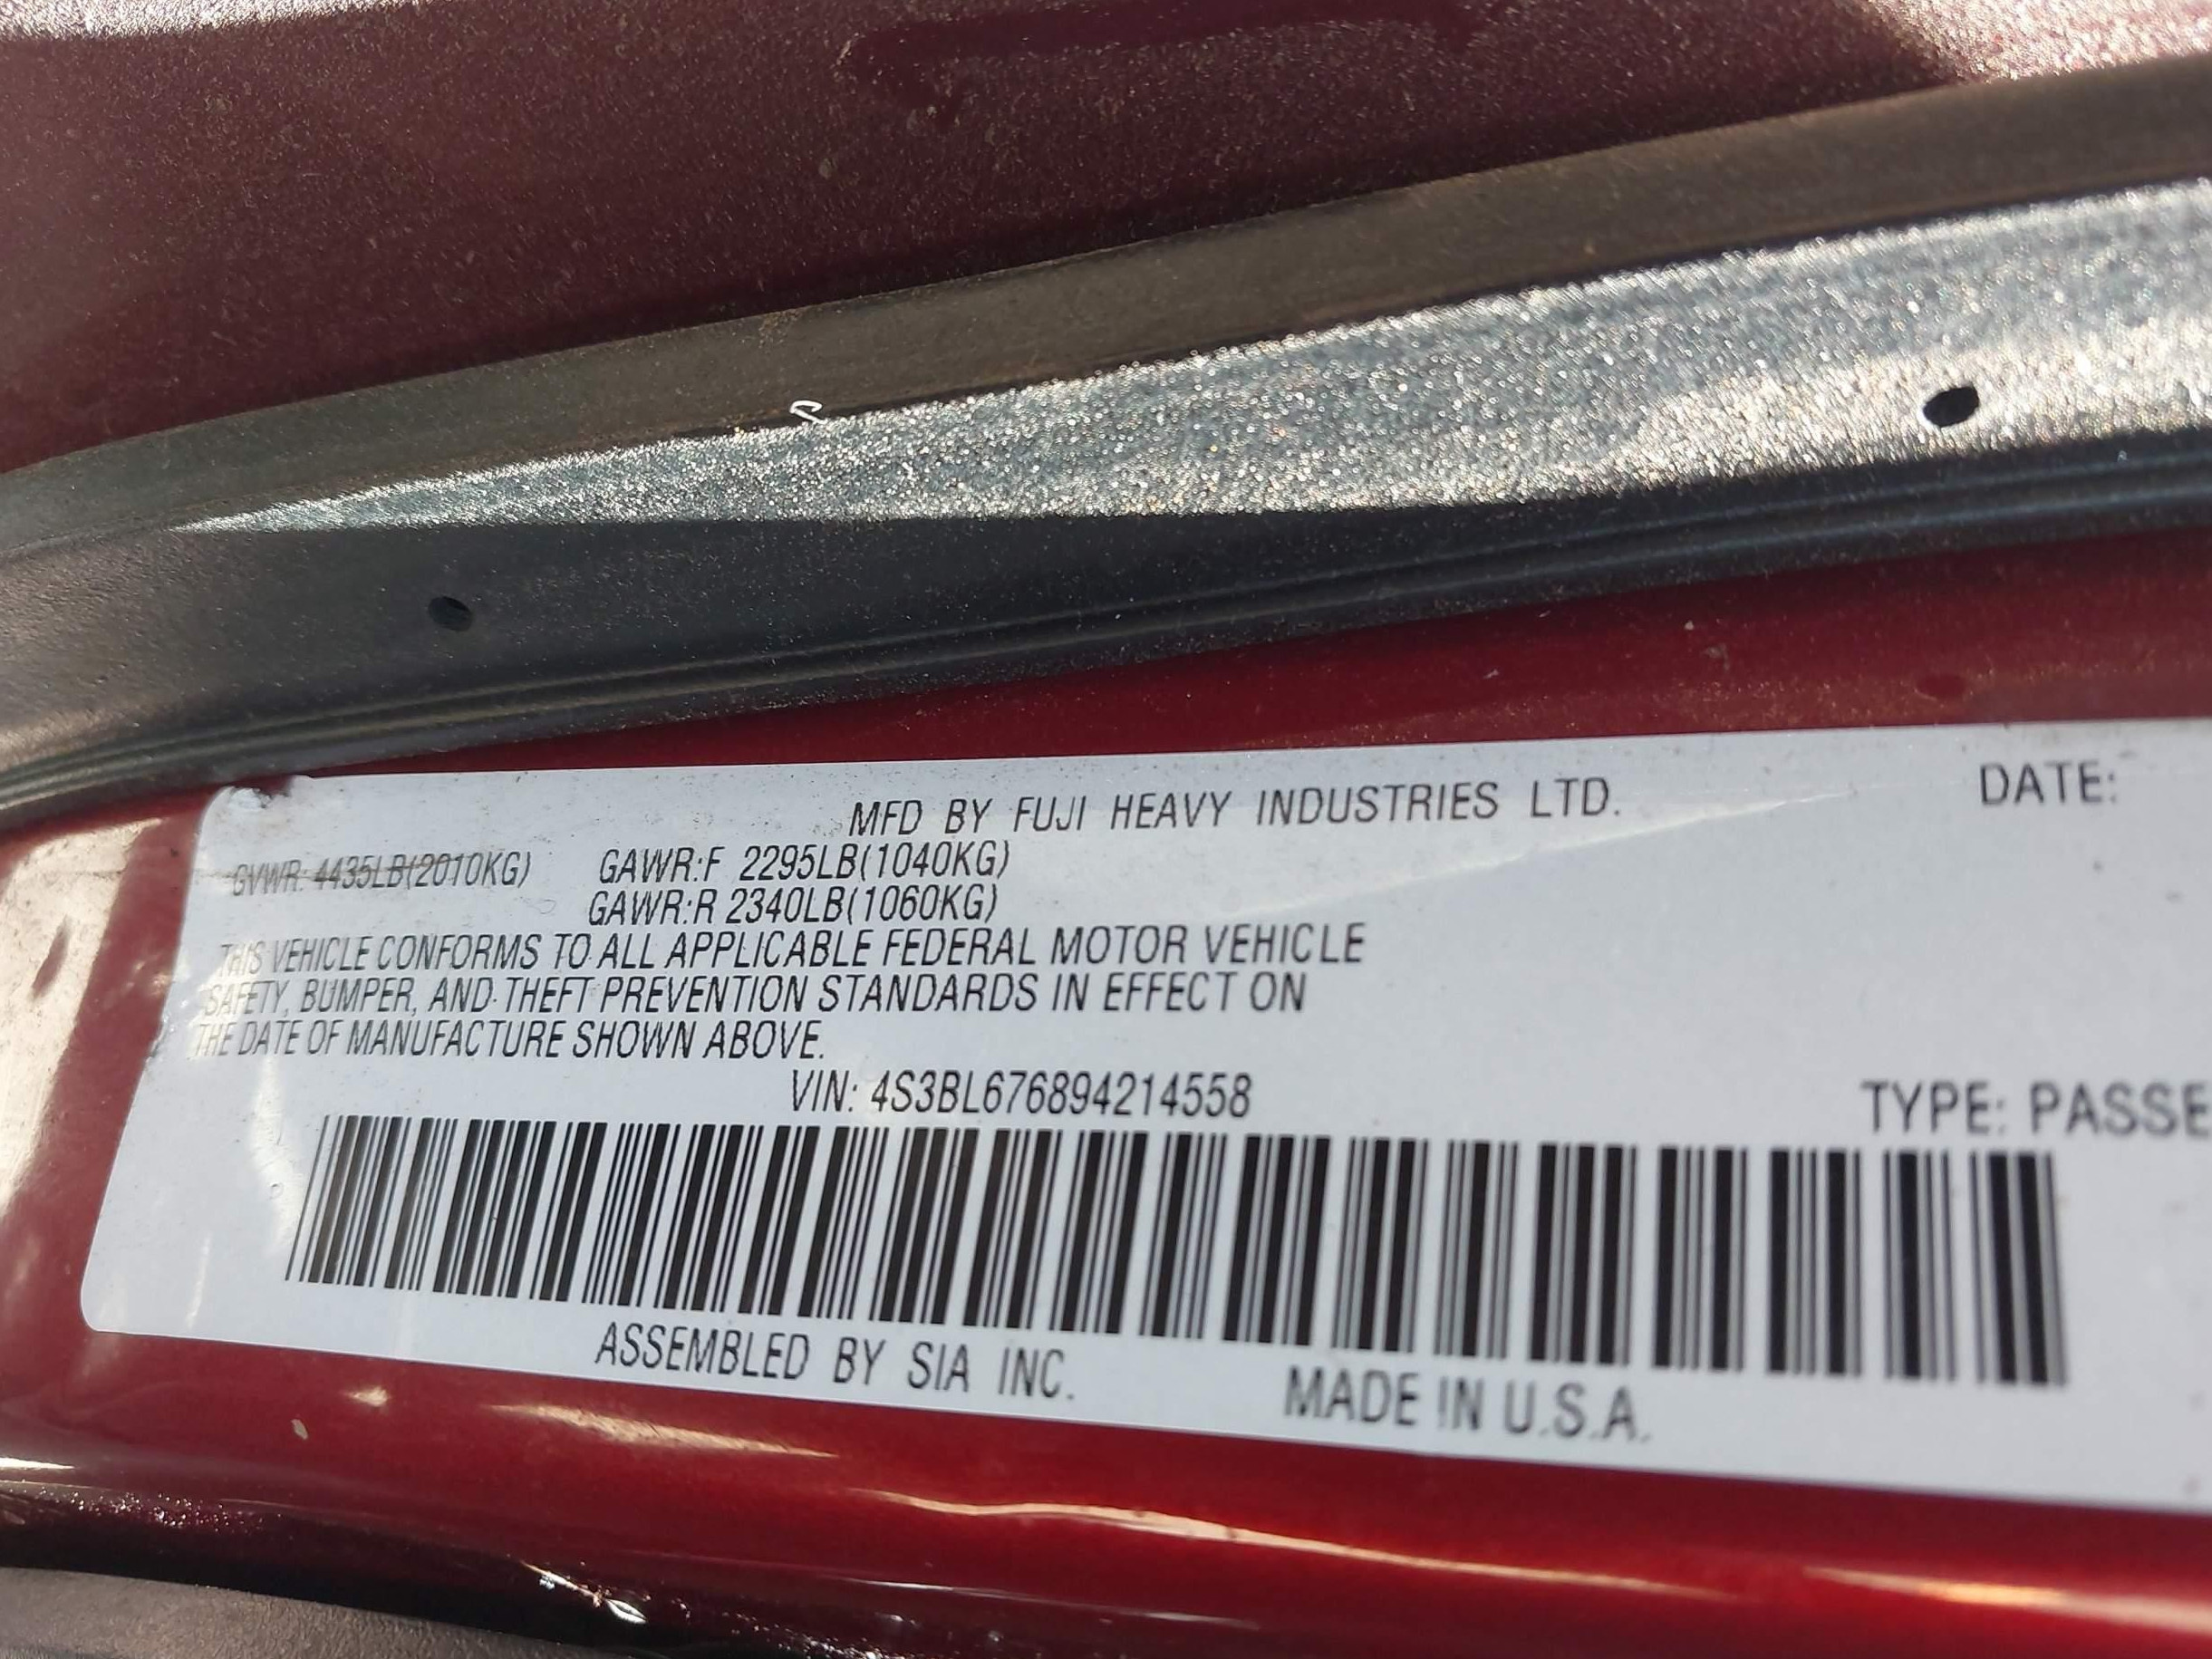 MFD BY FUJI HEAVY INDUSTRIES LTD. DATE:
GVWR: 4435LB(2010KG) GAWR:F 2295LB(1040KG)
GAWR:R 2340LB(1060KG)
THIS VEHICLE CONFORMS TO ALL APPLICABLE FEDERAL MOTOR VEHICLE
SAFETY, BUMPER, AND THEFT PREVENTION STANDARDS IN EFFECT ON
THE DATE OF MANUFACTURE SHOWN ABOVE.
VIN: 4S3BL676894214558 TYPE: PASSE
ASSEMBLED BY SIA INC. MADE IN U.S.A.